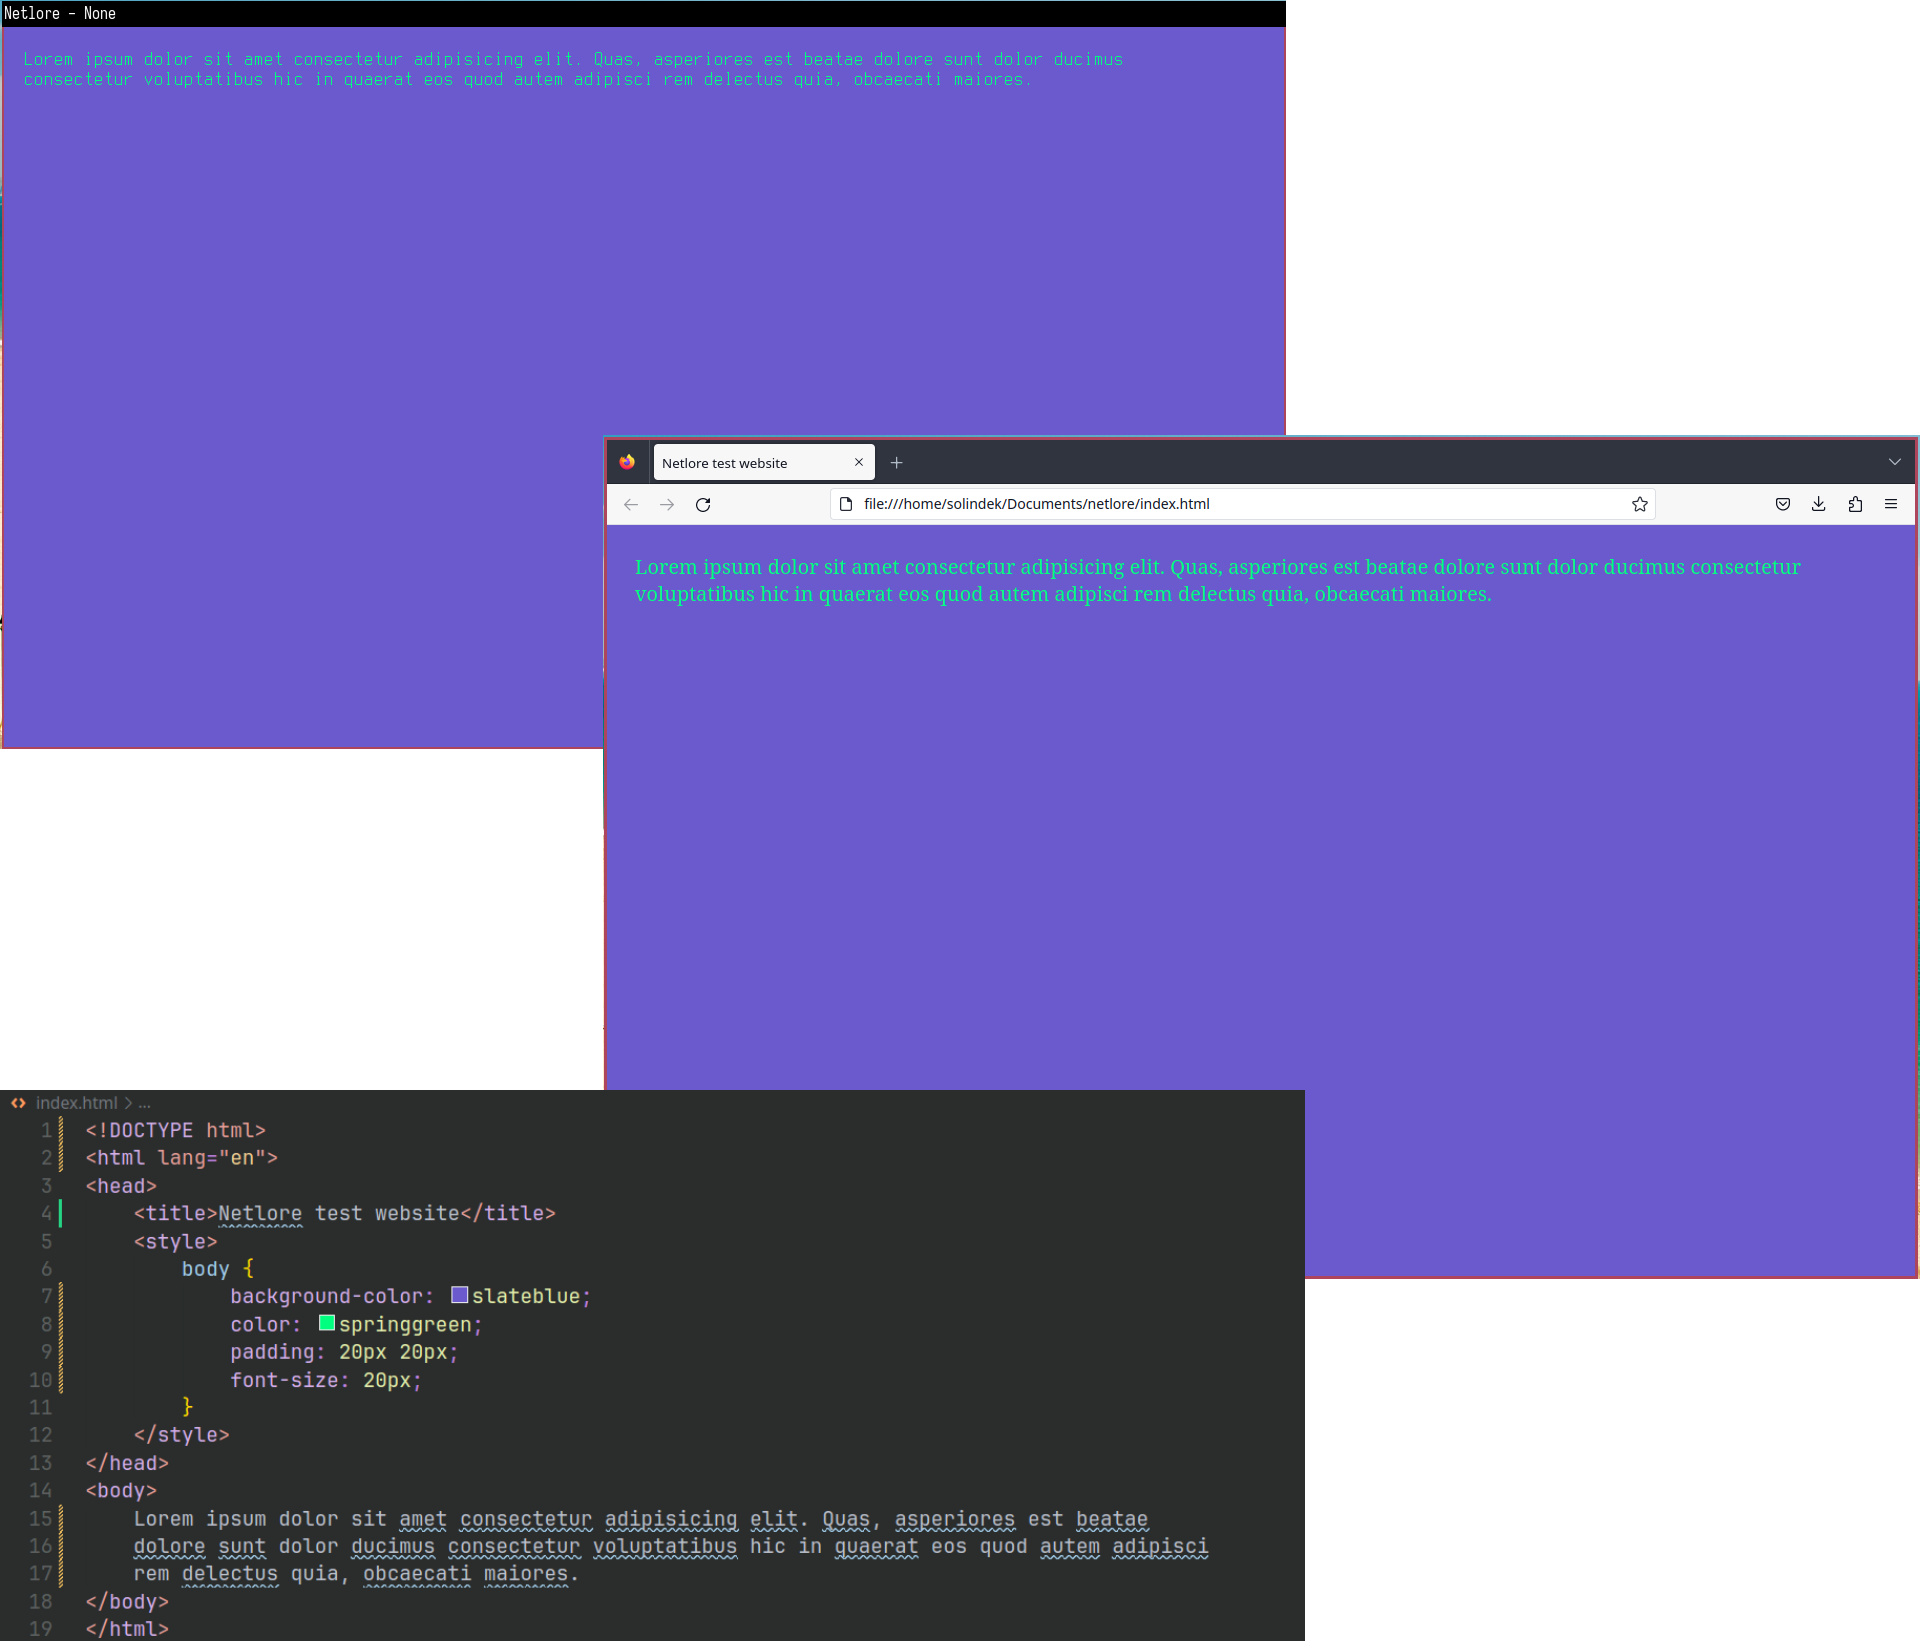 Netlore - None
Lorem ipsum dolor sit amet consectetur adipisicing elit. Quas, asperiores est beatae dolore sunt dolor ducimus
consectetur voluptatibus hic in quaerat eos quod autem adipisci rem delectus quia, obcaecati maiores.
Netlore test website
file:///home/solindek/Documents/netlore/index.html
Lorem ipsum dolor sit amet consectetur adipisicing elit. Quas, asperiores est beatae dolore sunt dolor ducimus consectetur
voluptatibus hic in quaerat eos quod autem adipisci rem delectus quia, obcaecati maiores.
index.html > ...
1 <!DOCTYPE html>
2 <html lang="en">
3 <head>
4     <title>Netlore test website</title>
5     <style>
6         body {
7             background-color: slateblue;
8             color: springgreen;
9             padding: 20px 20px;
10             font-size: 20px;
11         }
12     </style>
13 </head>
14 <body>
15     Lorem ipsum dolor sit amet consectetur adipisicing elit. Quas, asperiores est beatae
16     dolore sunt dolor ducimus consectetur voluptatibus hic in quaerat eos quod autem adipisci
17     rem delectus quia, obcaecati maiores.
18 </body>
19 </html>